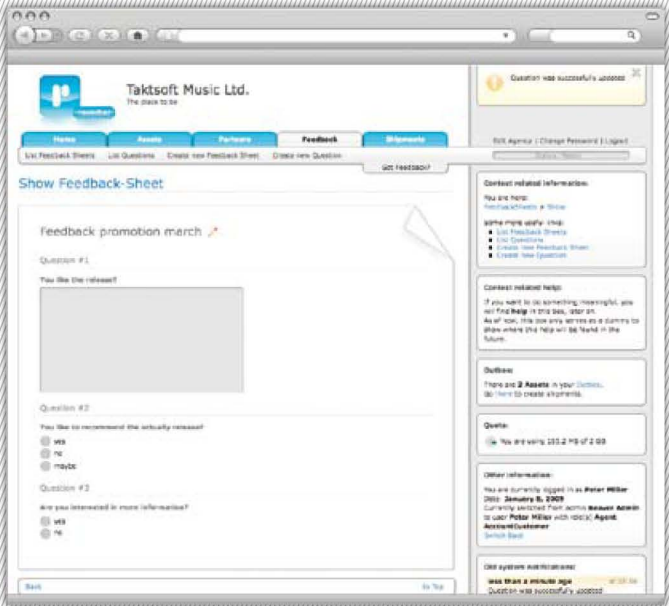 Taktsoft Music Ltd.
The place to be
Home
Assets
Partners
Feedback
Shipments
List Feedback Sheets
List Questions
Create new Feedback Sheet
Create new Question
Got Feedback?
Show Feedback-Sheet
Feedback promotion march
Question #1
You like the release?
Question #2
You like to recommend the actually release?
yes
no
maybe
Question #3
Are you interested in more information?
yes
no
Back
to Top
Question was successfully updated
Edit Agency | Change Password | Logout
Context related information:
You are here:
FeedbackSheets » Show
Some more useful links:
List Feedback Sheets
List Questions
Create new Feedback Sheet
Create new Question
Context related help:
If you want to do something meaningful, you
will find help in this box, later on.
As of now, this box only serves as a dummy to
show where this help will be found in the
future.
Outbox:
There are 2 Assets in your Outbox.
Go here to create shipments.
Quota:
You are using 193.2 MB of 2 GB
Other information:
You are currently logged in as Peter Miller
Date: January 8, 2009
Currently switched from admin Beaver Admin
to user Peter Miller with role(s) Agent
AccountCustomer
Switch Back
Old system notifications:
less than a minute ago
Question was successfully updated